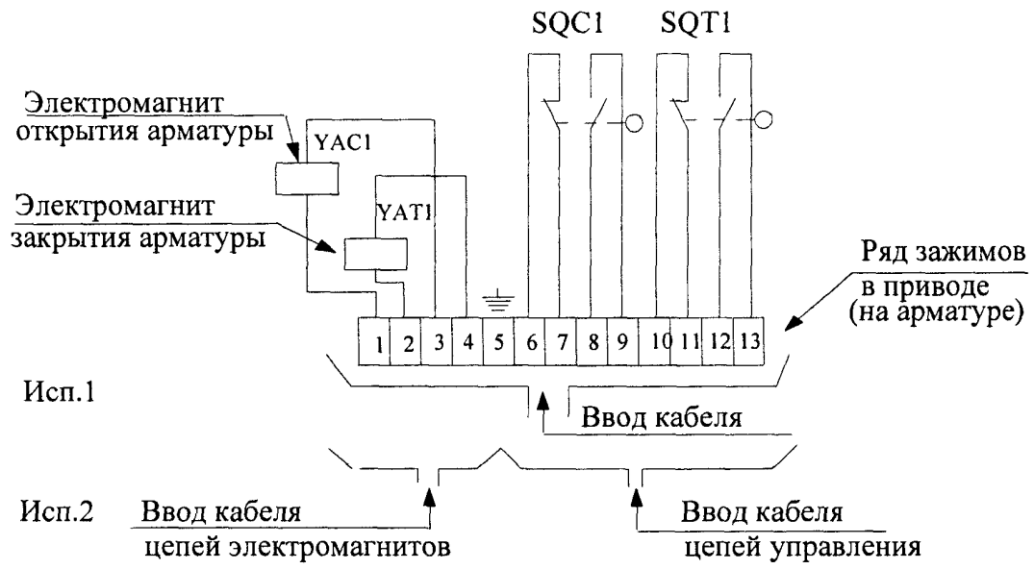 SQC1 SQT1
Электромагнит
открытия арматуры
YAC1
Электромагнит
закрытия арматуры
YAT1
Ряд зажимов
в приводе
(на арматуре)
1 2 3 4 5 6 7 8 9 10 11 12 13
Исп.1
Ввод кабеля
Исп.2
Ввод кабеля
цепей электромагнитов
Ввод кабеля
цепей управления